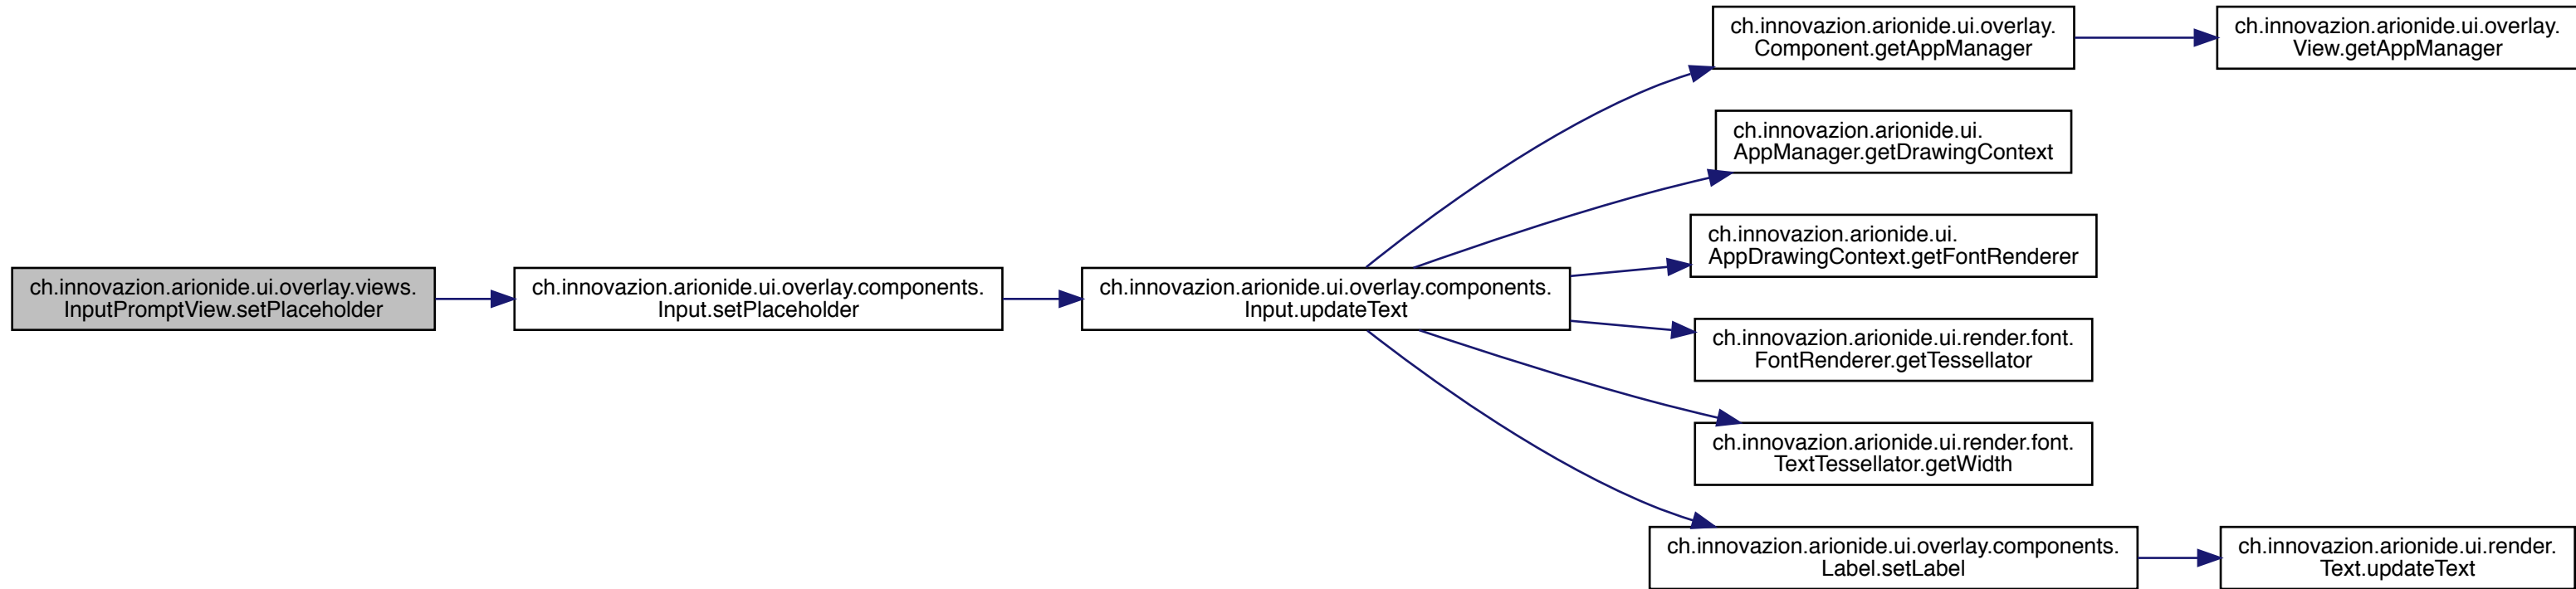 ch.innovazion.arionide.ui.overlay.views.
InputPromptView.setPlaceholder
ch.innovazion.arionide.ui.overlay.components.
Input.setPlaceholder
ch.innovazion.arionide.ui.overlay.components.
Input.updateText
ch.innovazion.arionide.ui.overlay.
Component.getAppManager
ch.innovazion.arionide.ui.overlay.
View.getAppManager
ch.innovazion.arionide.ui.
AppManager.getDrawingContext
ch.innovazion.arionide.ui.
AppDrawingContext.getFontRenderer
ch.innovazion.arionide.ui.render.font.
FontRenderer.getTessellator
ch.innovazion.arionide.ui.render.font.
TextTessellator.getWidth
ch.innovazion.arionide.ui.overlay.components.
Label.setLabel
ch.innovazion.arionide.ui.render.
Text.updateText